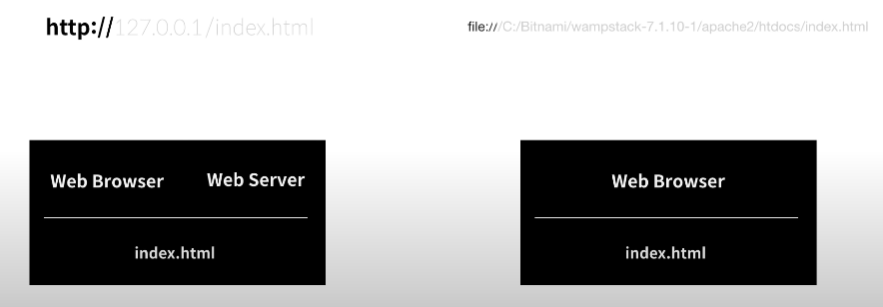 http://127.0.0.1/index.html
file:///C:/Bitnami/wampstack-7.1.10-1/apache2/htdocs/index.html
Web Browser Web Server
index.html
Web Browser
index.html